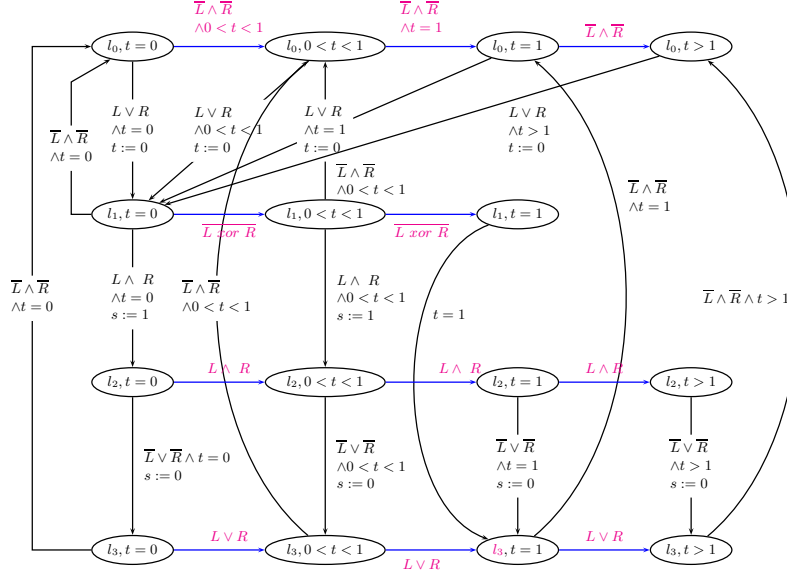 L̅ ∧ R̅
∧0 < t < 1
L̅ ∧ R̅
∧t = 1
L̅ ∧ R̅
l₀, t = 0
l₀, 0 < t < 1
l₀, t = 1
l₀, t > 1
L ∨ R
∧t = 0
t := 0
L ∨ R
∧0 < t < 1
t := 0
L ∨ R
∧t = 1
t := 0
L ∨ R
∧t > 1
t := 0
L̅ ∧ R̅
∧t = 0
L̅ ∧ R̅
∧0 < t < 1
L̅ ∧ R̅
∧t = 1
l₁, t = 0
l₁, 0 < t < 1
l₁, t = 1
L̅ ̅x̅o̅r̅ ̅R̅
L̅ ̅x̅o̅r̅ ̅R̅
L̅ ∧ R̅
∧t = 0
L ∧ R
∧t = 0
s := 1
L̅ ∧ R̅
∧0 < t < 1
L ∧ R
∧0 < t < 1
s := 1
t = 1
L̅ ∧ R̅ ∧ t > 1
L ∧ R
L ∧ R
L ∧ R
l₂, t = 0
l₂, 0 < t < 1
l₂, t = 1
l₂, t > 1
L̅ ∨ R̅ ∧ t = 0
s := 0
L̅ ∨ R̅
∧0 < t < 1
s := 0
L̅ ∨ R̅
∧t = 1
s := 0
L̅ ∨ R̅
∧t > 1
s := 0
L ∨ R
L ∨ R
L ∨ R
l₃, t = 0
l₃, 0 < t < 1
l₃, t = 1
l₃, t > 1